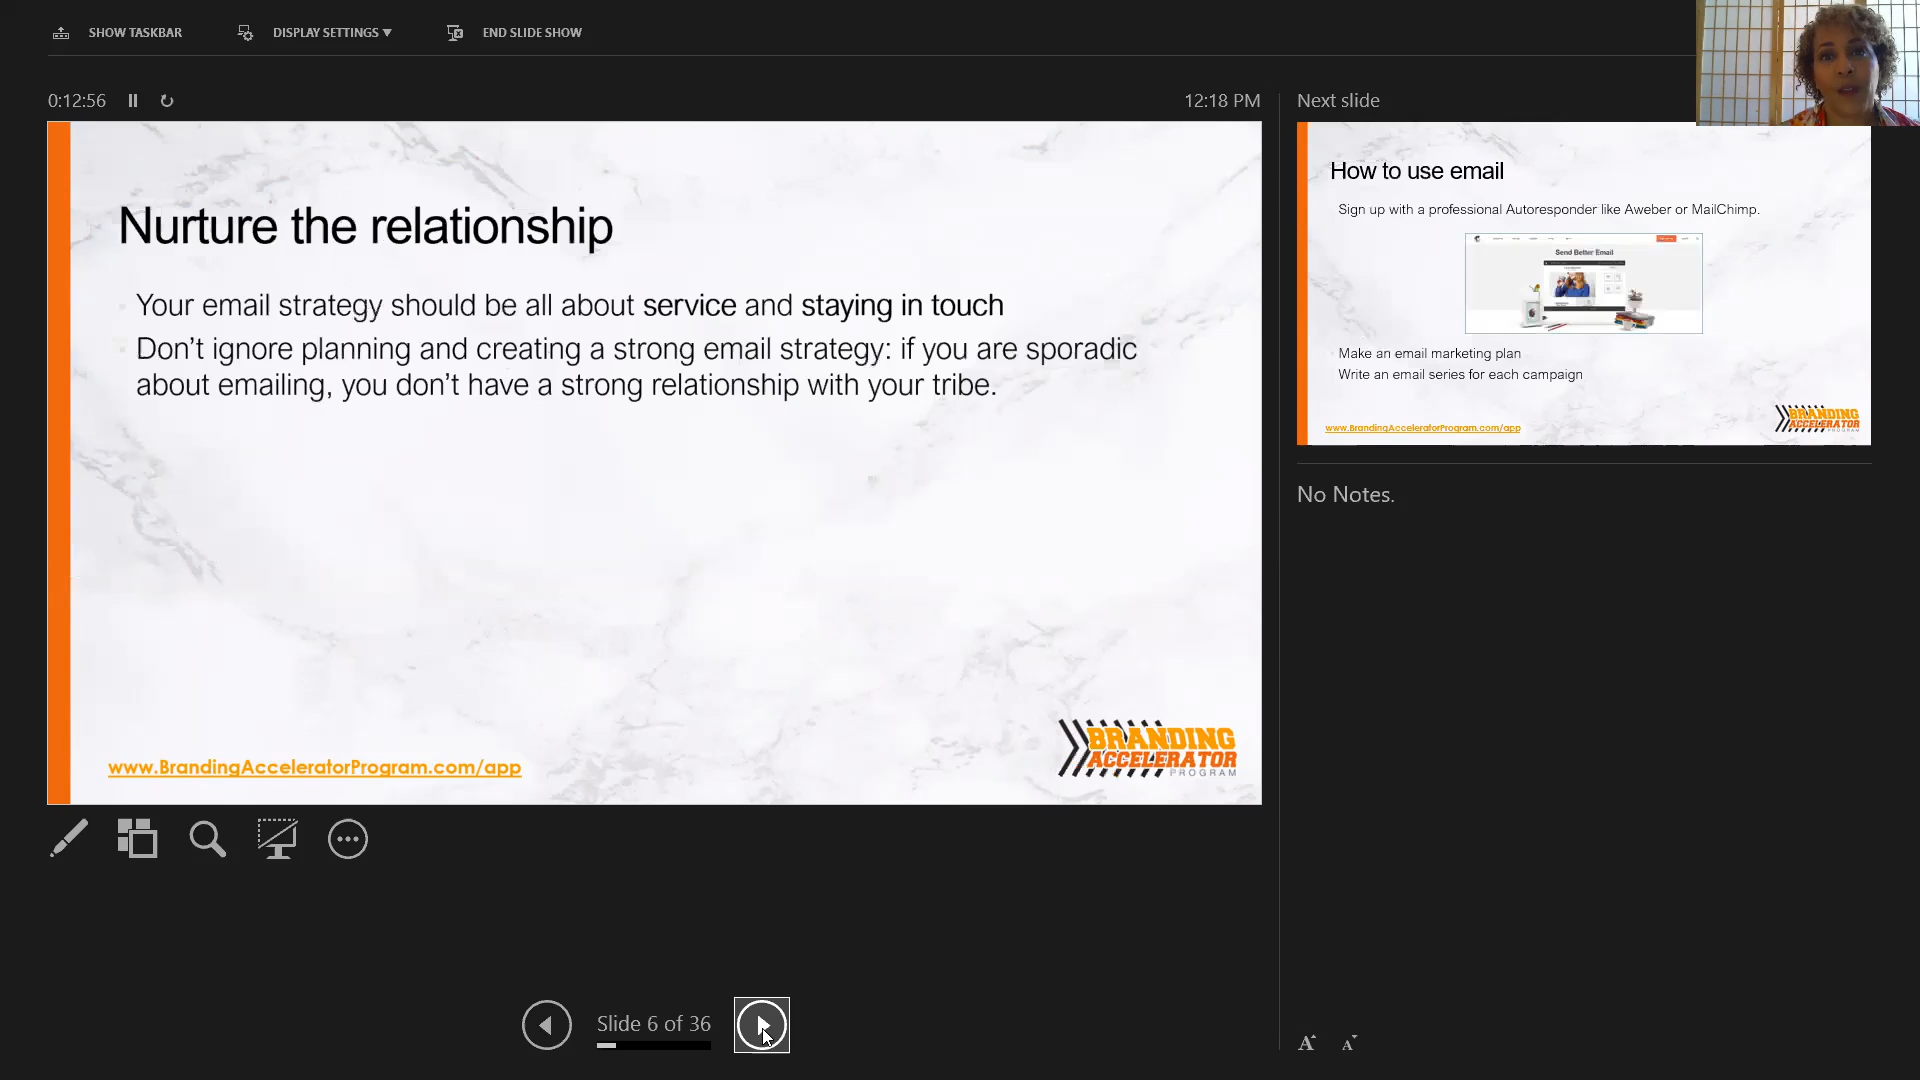 SHOW TASKBAR
DISPLAY SETTINGS ▼
END SLIDE SHOW
0:12:56
12:18 PM
Nurture the relationship
Your email strategy should be all about service and staying in touch
Don’t ignore planning and creating a strong email strategy: if you are sporadic
about emailing, you don’t have a strong relationship with your tribe.
www.BrandingAcceleratorProgram.com/app
BRANDING
ACCELERATOR
PROGRAM
Slide 6 of 36
Next slide
How to use email
Sign up with a professional Autoresponder like Aweber or MailChimp.
Send Better Email
Make an email marketing plan
Write an email series for each campaign
www.BrandingAcceleratorProgram.com/app
BRANDING
ACCELERATOR
PROGRAM
No Notes.
A A